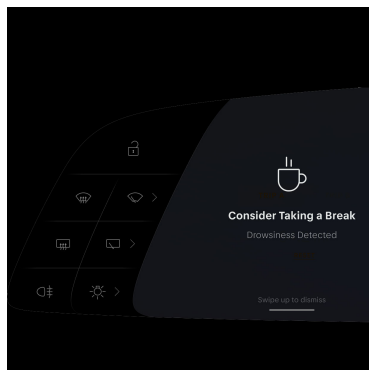 Consider Taking a Break
Drowsiness Detected
Swipe up to dismiss